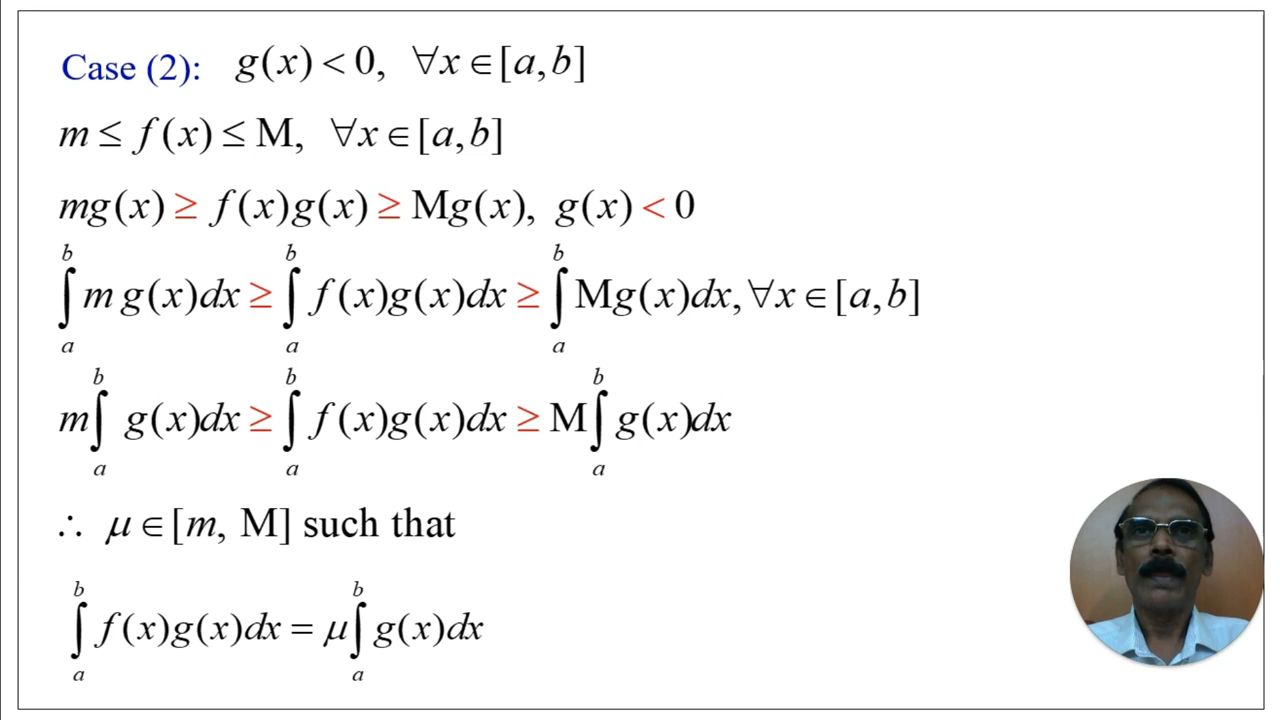 Case (2): g(x) < 0, ∀x ∈ [a, b]
m ≤ f(x) ≤ M, ∀x ∈ [a, b]
mg(x) ≥ f(x)g(x) ≥ Mg(x), g(x) < 0
∫_a^b m g(x)dx ≥ ∫_a^b f(x)g(x)dx ≥ ∫_a^b Mg(x)dx, ∀x ∈ [a, b]
m∫_a^b g(x)dx ≥ ∫_a^b f(x)g(x)dx ≥ M∫_a^b g(x)dx
∴ μ ∈ [m, M] such that
∫_a^b f(x)g(x)dx = μ∫_a^b g(x)dx